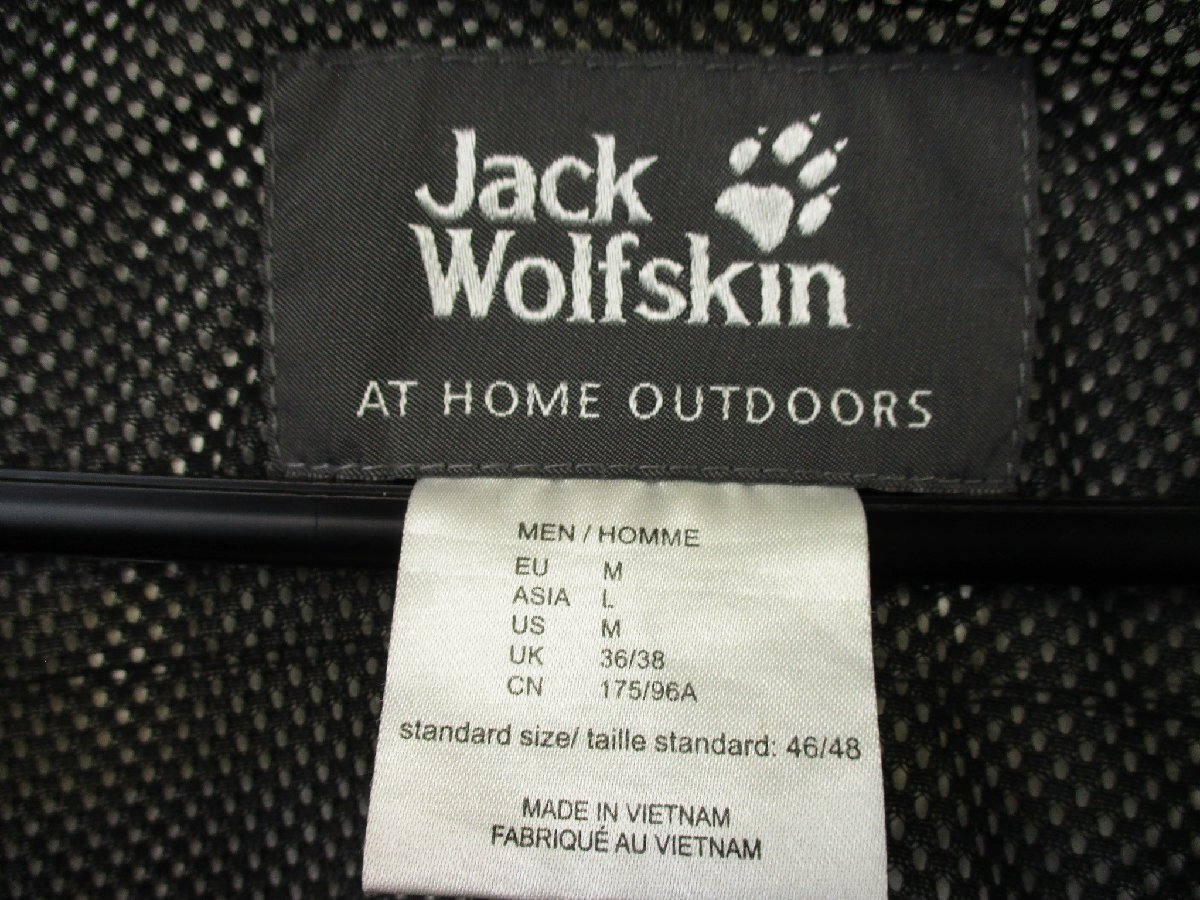 Jack
Wolfskin
AT HOME OUTDOORS
MEN / HOMME
EU M
ASIA L
US M
UK 36/38
CN 175/96A
standard size/ taille standard: 46/48
MADE IN VIETNAM
FABRIQUÉ AU VIETNAM